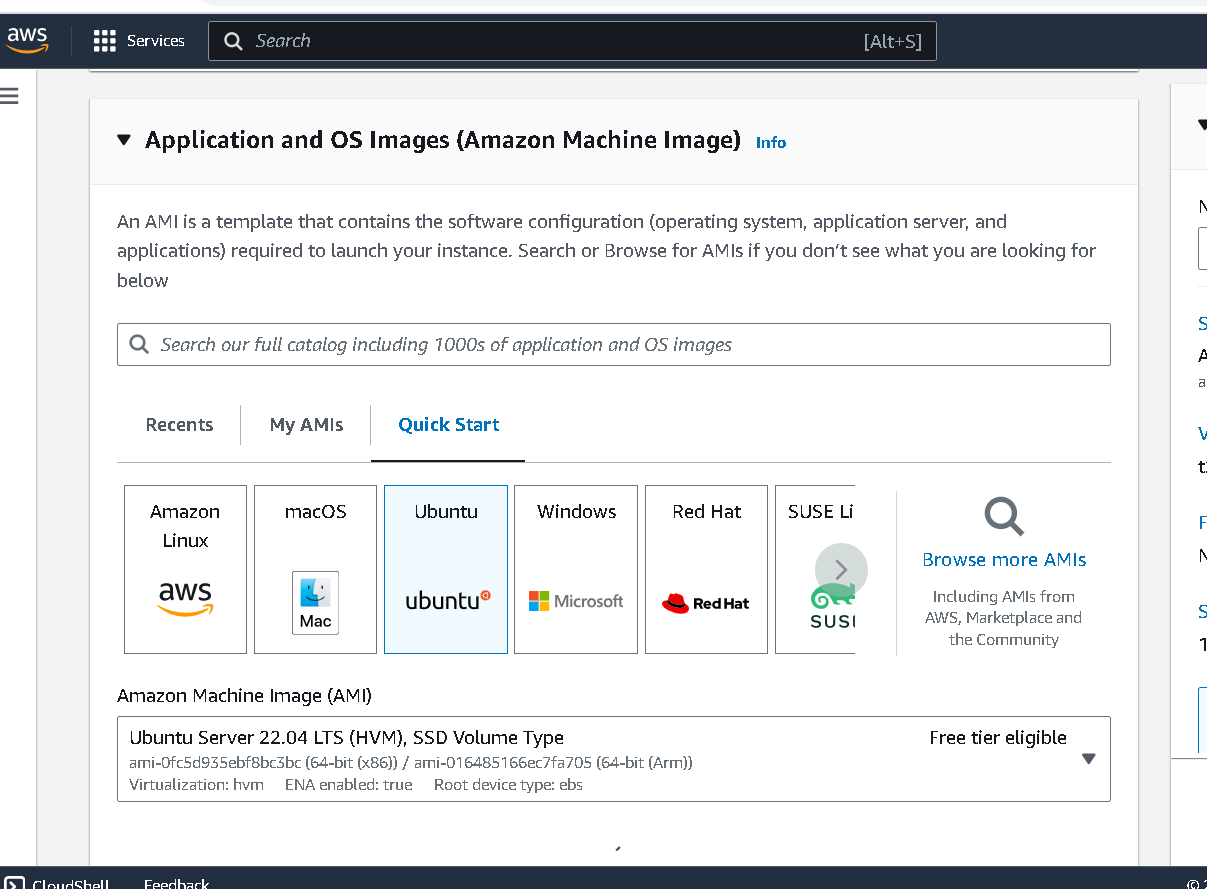 aws
Services
Search
[Alt+S]
Application and OS Images (Amazon Machine Image) Info
An AMI is a template that contains the software configuration (operating system, application server, and
applications) required to launch your instance. Search or Browse for AMIs if you don’t see what you are looking for
below
Search our full catalog including 1000s of application and OS images
Recents
My AMIs
Quick Start
Amazon
Linux
aws
macOS
Mac
Ubuntu
ubuntu
Windows
Microsoft
Red Hat
Red Hat
SUSE Li
SUSE
Browse more AMIs
Including AMIs from
AWS, Marketplace and
the Community
Amazon Machine Image (AMI)
Ubuntu Server 22.04 LTS (HVM), SSD Volume Type
Free tier eligible
ami-0fc5d935ebf8bc3bc (64-bit (x86)) / ami-016485166ec7fa705 (64-bit (Arm))
Virtualization: hvm ENA enabled: true Root device type: ebs
CloudShell
Feedback
©